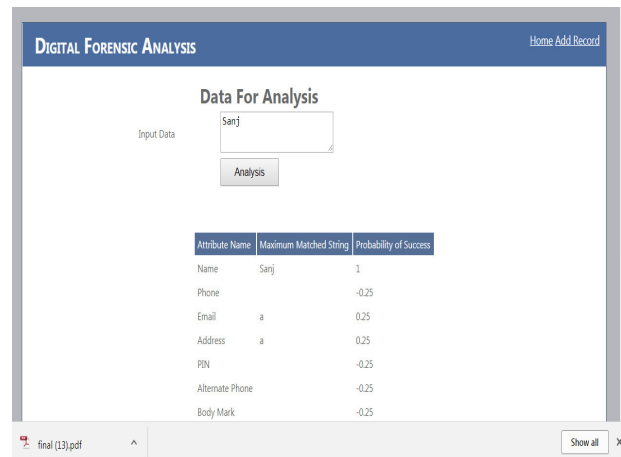 DIGITAL FORENSIC ANALYSIS
Home Add Record
Data For Analysis
Input Data
Sanj
Analysis
Attribute Name Maximum Matched String Probability of Success
Name Sanj 1
Phone -0.25
Email a 0.25
Address a 0.25
PIN -0.25
Alternate Phone -0.25
Body Mark -0.25
final (13).pdf
Show all